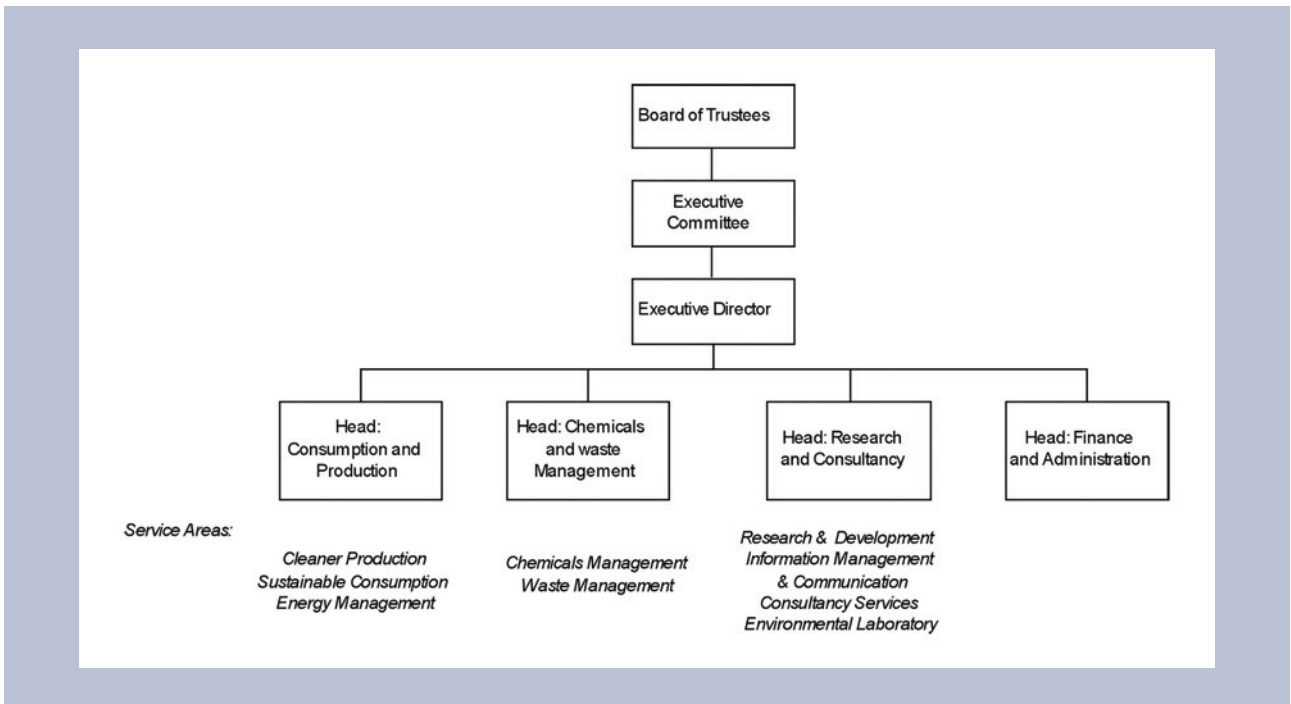 Board of Trustees
Executive
Committee
Executive Director
Head:
Consumption and
Production
Head: Chemicals
and waste
Management
Head: Research
and Consultancy
Head: Finance
and Administration
Service Areas:
Cleaner Production
Sustainable Consumption
Energy Management
Chemicals Management
Waste Management
Research & Development
Information Management
& Communication
Consultancy Services
Environmental Laboratory